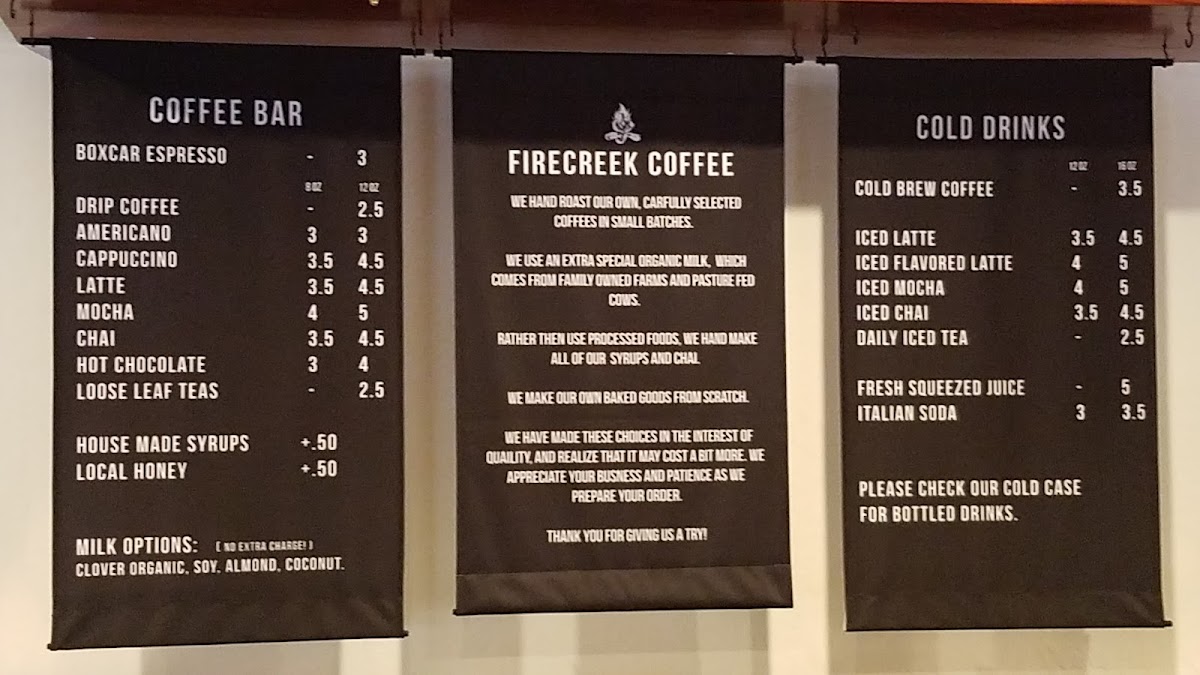 COFFEE BAR
BOXCAR ESPRESSO - 3
8 OZ 12 OZ
DRIP COFFEE - 2.5
AMERICANO 3 3
CAPPUCCINO 3.5 4.5
LATTE 3.5 4.5
MOCHA 4 5
CHAI 3.5 4.5
HOT CHOCOLATE 3 4
LOOSE LEAF TEAS - 2.5
HOUSE MADE SYRUPS +.50
LOCAL HONEY +.50
MILK OPTIONS: ( NO EXTRA CHARGE! )
CLOVER ORGANIC, SOY. ALMOND, COCONUT.
FIRECREEK COFFEE
WE HAND ROAST OUR OWN, CARFULLY SELECTED
COFFEES IN SMALL BATCHES.
WE USE AN EXTRA SPECIAL ORGANIC MILK, WHICH
COMES FROM FAMILY OWNED FARMS AND PASTURE FED
COWS.
RATHER THEN USE PROCESSED FOODS, WE HAND MAKE
ALL OF OUR SYRUPS AND CHAI.
WE MAKE OUR OWN BAKED GOODS FROM SCRATCH.
WE HAVE MADE THESE CHOICES IN THE INTEREST OF
QUAILITY, AND REALIZE THAT IT MAY COST A BIT MORE. WE
APPRECIATE YOUR BUSNESS AND PATIENCE AS WE
PREPARE YOUR ORDER.
THANK YOU FOR GIVING US A TRY!
COLD DRINKS
12 OZ 16 OZ
COLD BREW COFFEE - 3.5
ICED LATTE 3.5 4.5
ICED FLAVORED LATTE 4 5
ICED MOCHA 4 5
ICED CHAI 3.5 4.5
DAILY ICED TEA - 2.5
FRESH SQUEEZED JUICE - 5
ITALIAN SODA 3 3.5
PLEASE CHECK OUR COLD CASE
FOR BOTTLED DRINKS.